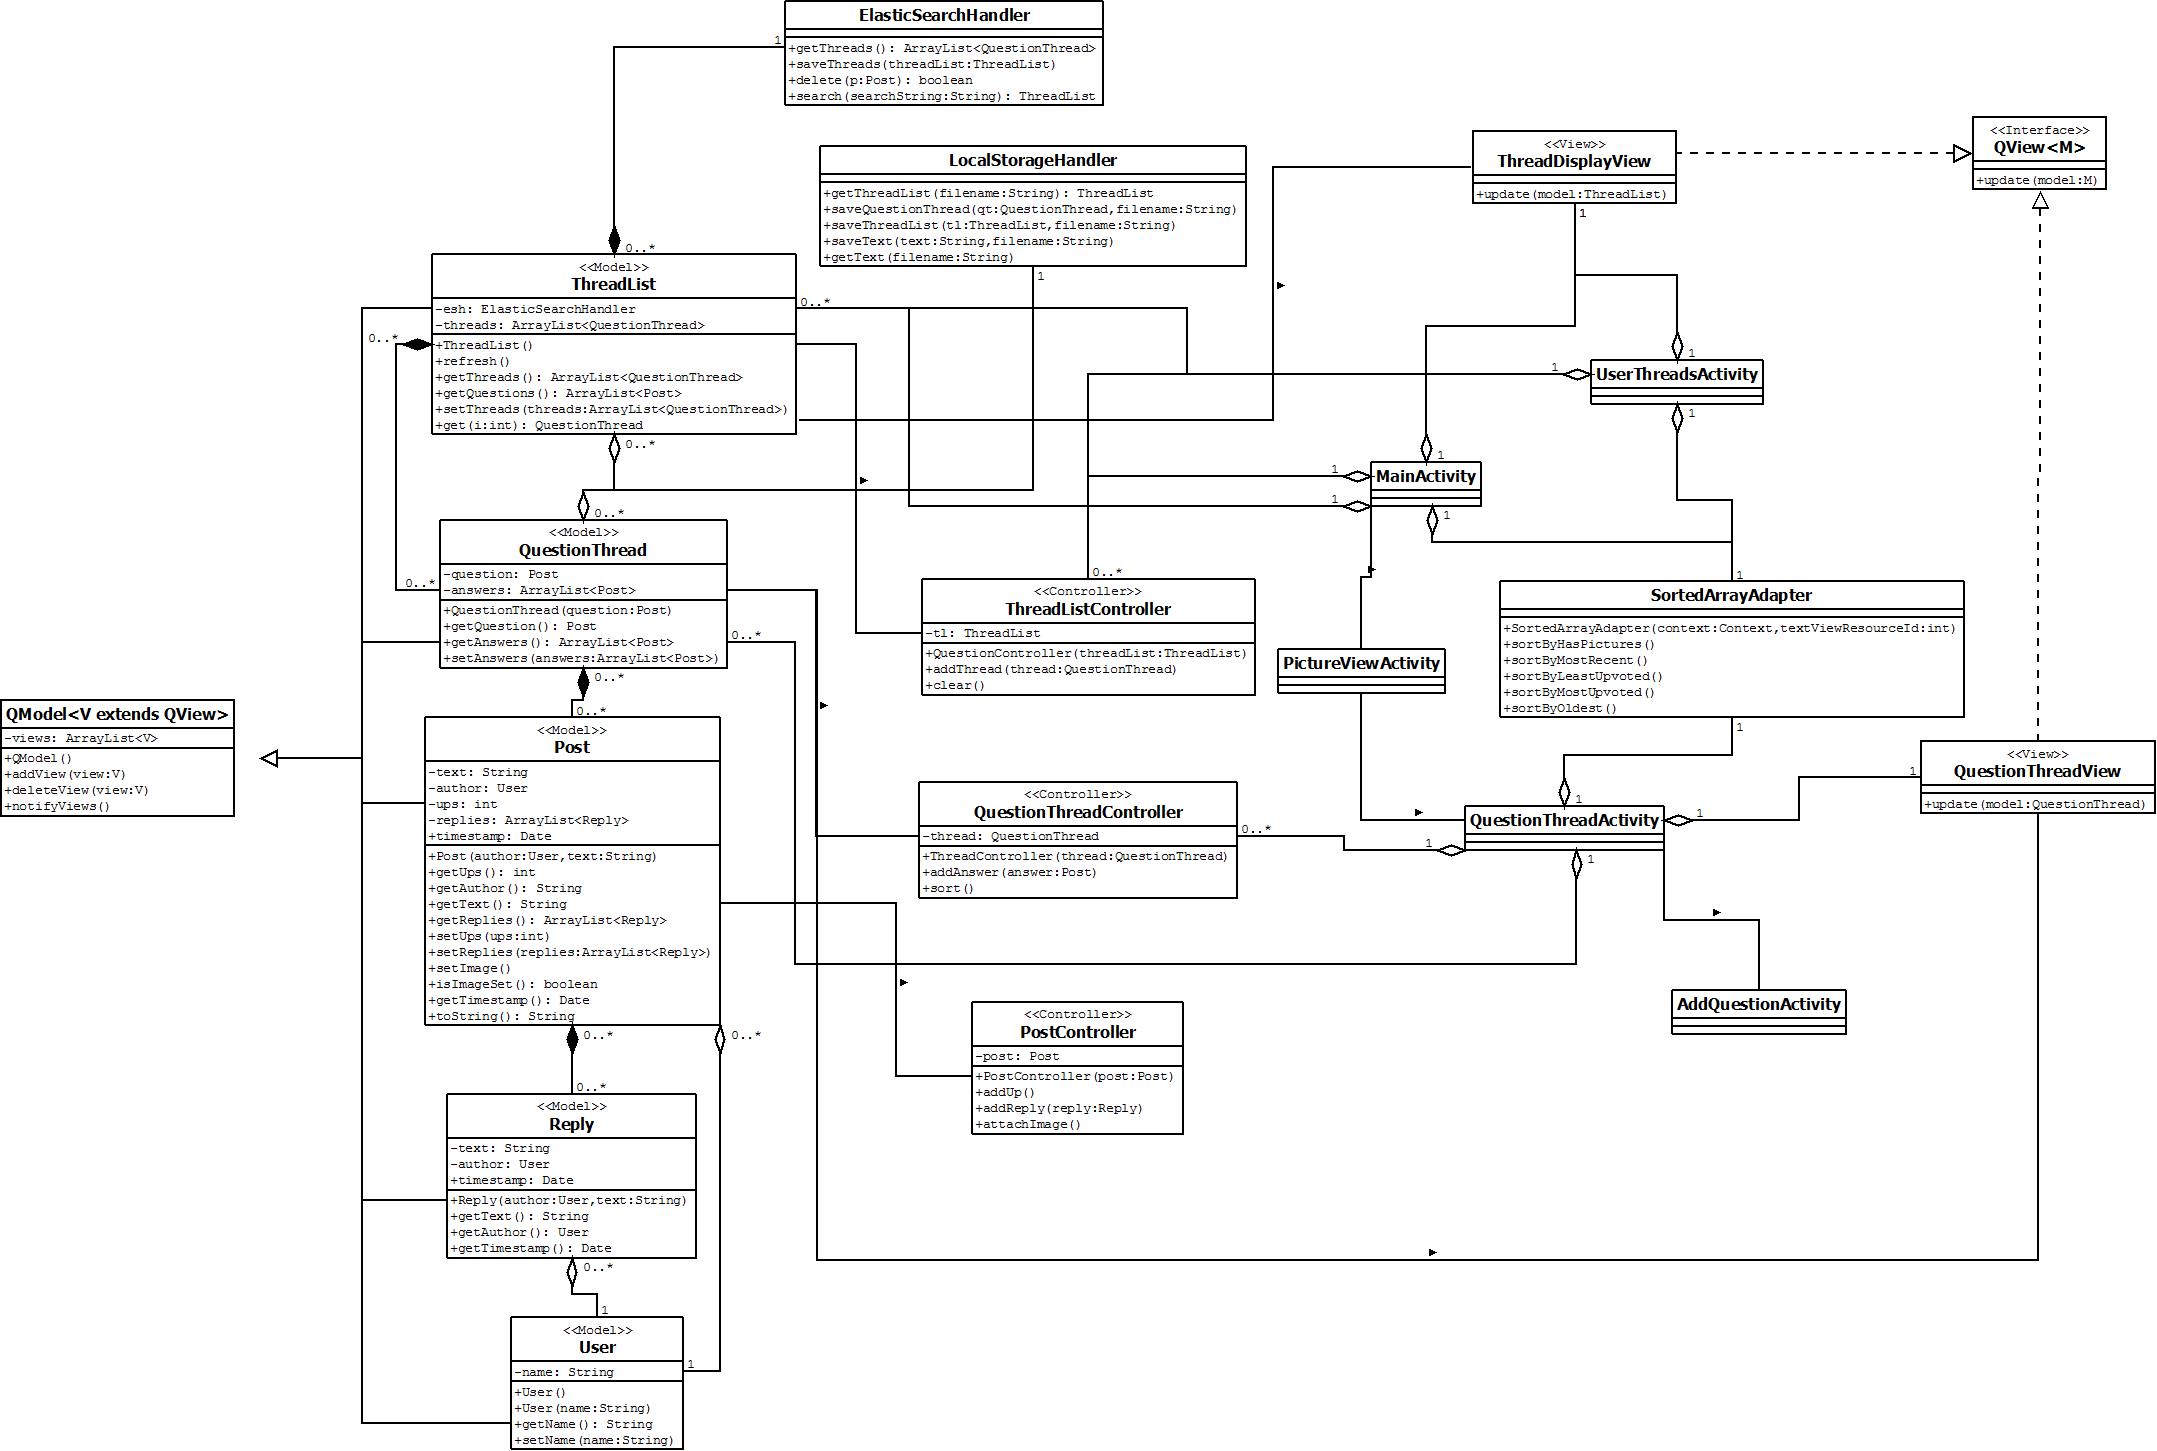 ElasticSearchHandler
+getThreads(): ArrayList<QuestionThread>
+saveThreads(threadList:ThreadList)
+delete(p:Post): boolean
+search(searchString:String): ThreadList
1
0..*
LocalStorageHandler
+getThreadList(filename:String): ThreadList
+saveQuestionThread(qt:QuestionThread,filename:String)
+saveThreadList(tl:ThreadList,filename:String)
+saveText(text:String,filename:String)
+getText(filename:String)
1
<<View>>
ThreadDisplayView
+update(model:ThreadList)
1
<<Interface>>
QView<M>
+update(model:M)
<<Model>>
ThreadList
-esh: ElasticSearchHandler
-threads: ArrayList<QuestionThread>
+ThreadList()
+refresh()
+getThreads(): ArrayList<QuestionThread>
+getQuestions(): ArrayList<Post>
+setThreads(threads:ArrayList<QuestionThread>)
+get(i:int): QuestionThread
0..*
0..*
0..*
1
UserThreadsActivity
1
1
1
MainActivity
1
1
1
0..*
<<Model>>
QuestionThread
-question: Post
-answers: ArrayList<Post>
+QuestionThread(question:Post)
+getQuestion(): Post
+getAnswers(): ArrayList<Post>
+setAnswers(answers:ArrayList<Post>)
0..*
0..*
0..*
0..*
<<Controller>>
ThreadListController
-tl: ThreadList
+QuestionController(threadList:ThreadList)
+addThread(thread:QuestionThread)
+clear()
1
SortedArrayAdapter
+SortedArrayAdapter(context:Context,textViewResourceId:int)
+sortByHasPictures()
+sortByMostRecent()
+sortByLeastUpvoted()
+sortByMostUpvoted()
+sortByOldest()
1
PictureViewActivity
QModel<V extends QView>
-views: ArrayList<V>
+QModel()
+addView(view:V)
+deleteView(view:V)
+notifyViews()
0..*
<<Model>>
Post
-text: String
-author: User
-ups: int
-replies: ArrayList<Reply>
+timestamp: Date
+Post(author:User,text:String)
+getUps(): int
+getAuthor(): String
+getText(): String
+getReplies(): ArrayList<Reply>
+setUps(ups:int)
+setReplies(replies:ArrayList<Reply>)
+setImage()
+isImageSet(): boolean
+getTimestamp(): Date
+toString(): String
0..*
0..*
<<Controller>>
QuestionThreadController
-thread: QuestionThread
+ThreadController(thread:QuestionThread)
+addAnswer(answer:Post)
+sort()
0..*
1
QuestionThreadActivity
1
1
1
1
<<View>>
QuestionThreadView
+update(model:QuestionThread)
AddQuestionActivity
<<Controller>>
PostController
-post: Post
+PostController(post:Post)
+addUp()
+addReply(reply:Reply)
+attachImage()
0..*
<<Model>>
Reply
-text: String
-author: User
+timestamp: Date
+Reply(author:User,text:String)
+getText(): String
+getAuthor(): User
+getTimestamp(): Date
0..*
1
<<Model>>
User
-name: String
+User()
+User(name:String)
+getName(): String
+setName(name:String)
1